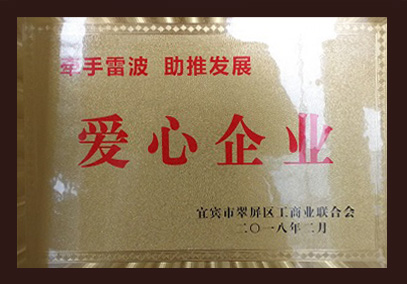 牵手雷波 助推发展
爱心企业
宜宾市翠屏区工商业联合会
二〇一八年二月